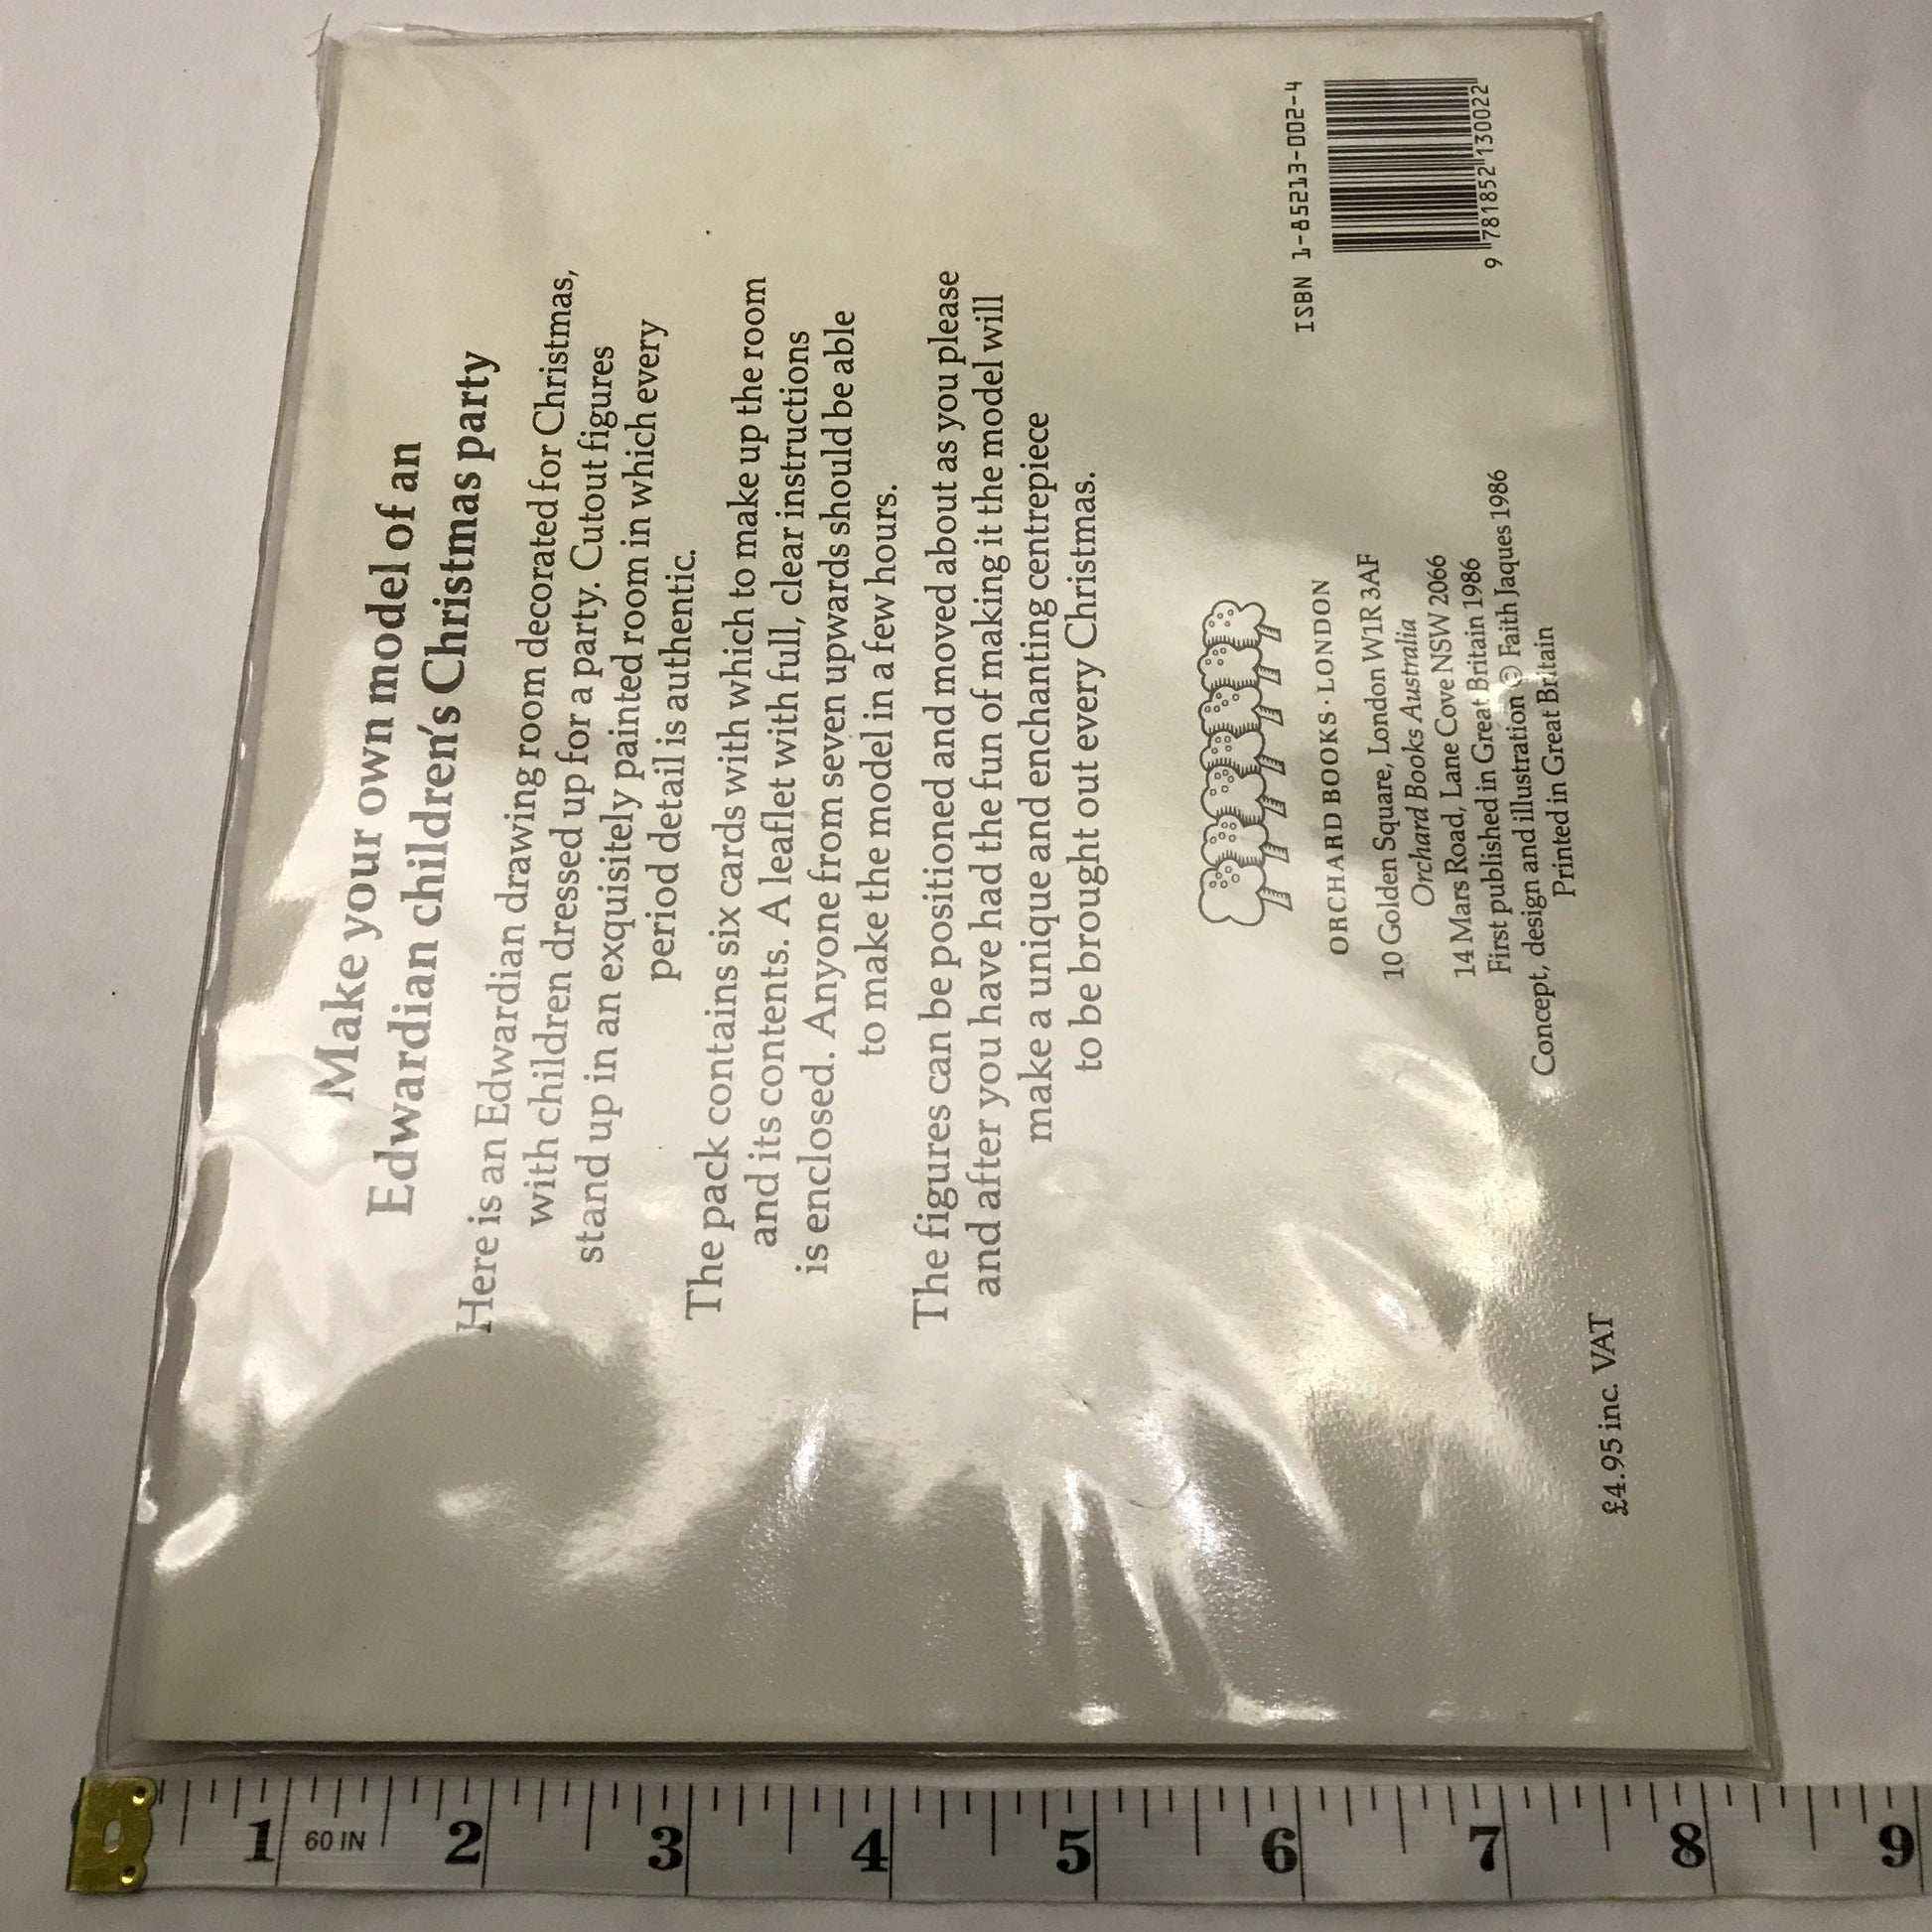 Make your own model of an
Edwardian children's Christmas party
Here is an Edwardian drawing room decorated for Christmas,
with children dressed up for a party. Cutout figures
stand up in an exquisitely painted room in which every
period detail is authentic.
The pack contains six cards with which to make up the room
and its contents. A leaflet with full, clear instructions
is enclosed. Anyone from seven upwards should be able
to make the model in a few hours.
The figures can be positioned and moved about as you please
and after you have had the fun of making it the model will
make a unique and enchanting centrepiece
to be brought out every Christmas.
ORCHARD BOOKS · LONDON
10 Golden Square, London W1R 3AF
Orchard Books Australia
14 Mars Road, Lane Cove NSW 2066
First published in Great Britain 1986
Concept, design and illustration © Faith Jaques 1986
Printed in Great Britain
£4.95 inc. VAT
ISBN 1-85213-002-4
9 781852 130022
1 60 IN 2 3 4 5 6 7 8 9